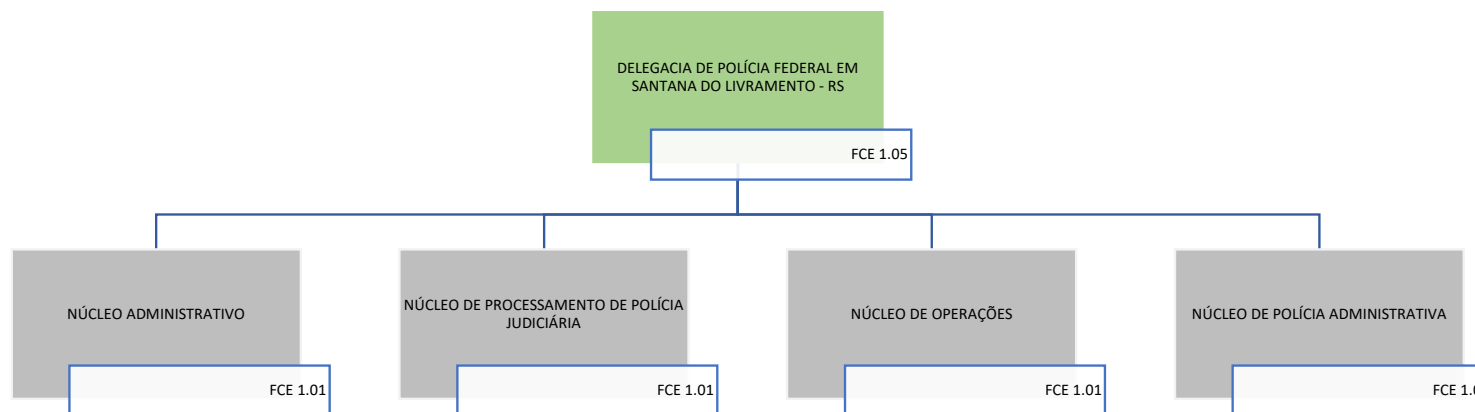 DELEGACIA DE POLÍCIA FEDERAL EM
SANTANA DO LIVRAMENTO - RS
FCE 1.05
NÚCLEO ADMINISTRATIVO
FCE 1.01
NÚCLEO DE PROCESSAMENTO DE POLÍCIA
JUDICIÁRIA
FCE 1.01
NÚCLEO DE OPERAÇÕES
FCE 1.01
NÚCLEO DE POLÍCIA ADMINISTRATIVA
FCE